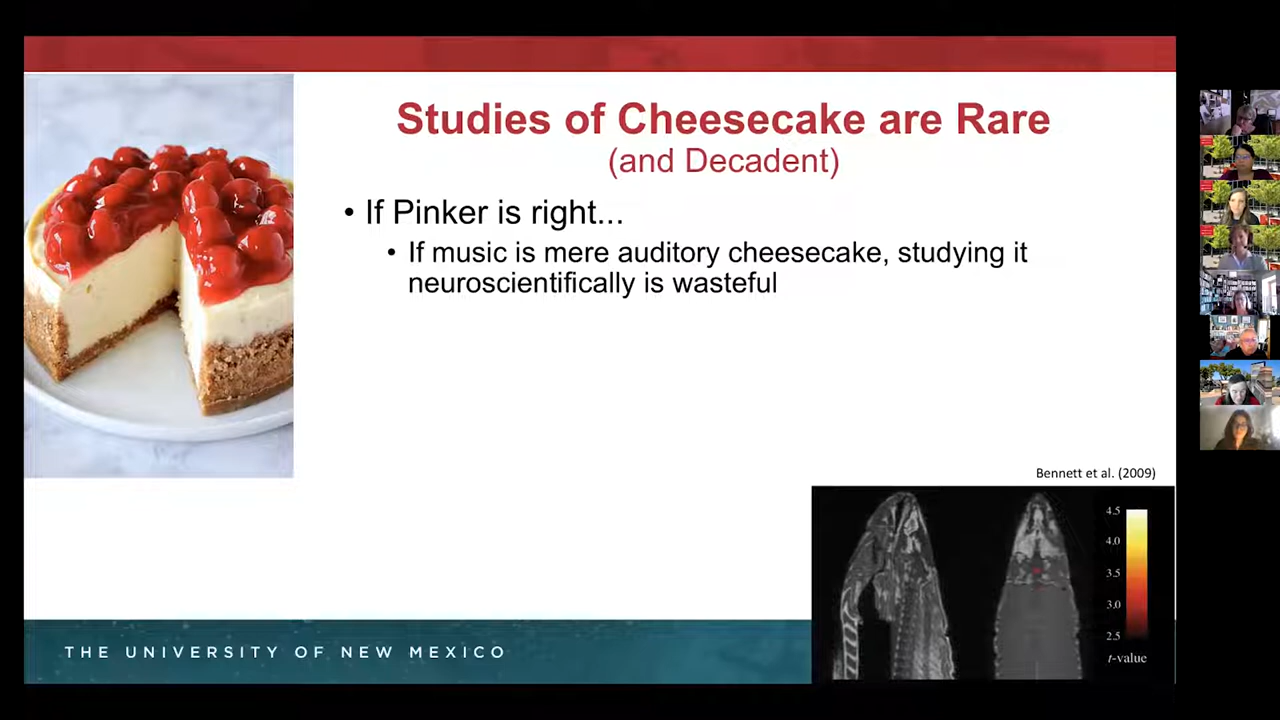 Studies of Cheesecake are Rare
(and Decadent)
• If Pinker is right...
• If music is mere auditory cheesecake, studying it
neuroscientifically is wasteful
Bennett et al. (2009)
4.5
4.0
3.5
3.0
2.5
t-value
THE UNIVERSITY OF NEW MEXICO